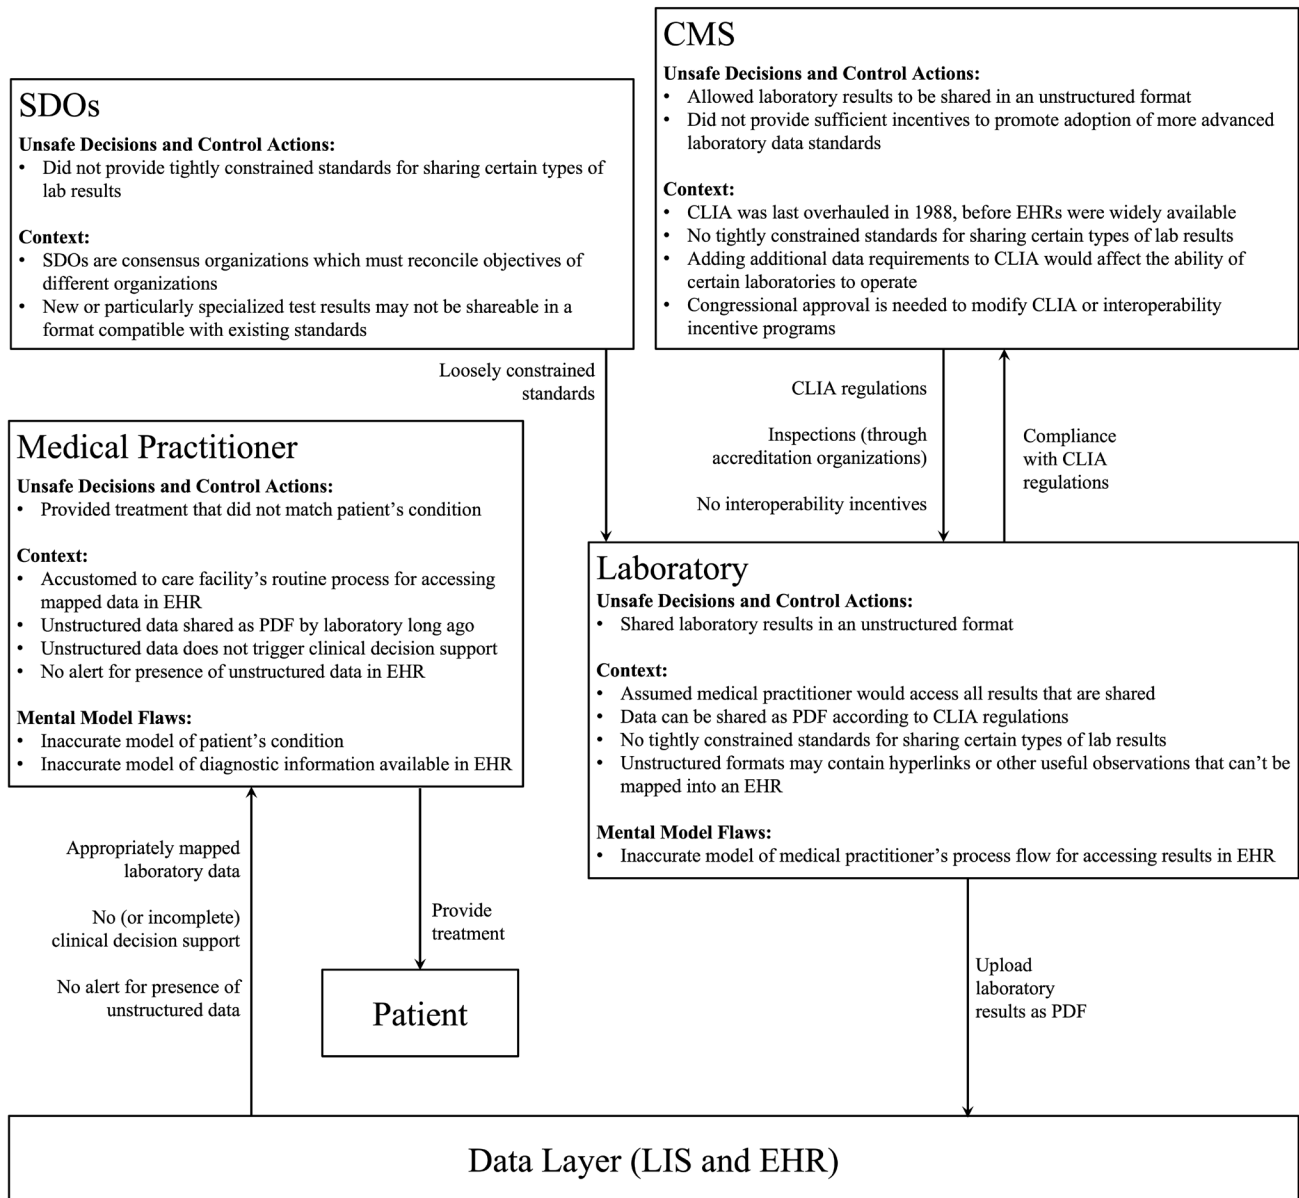 SDOs
Unsafe Decisions and Control Actions:
• Did not provide tightly constrained standards for sharing certain types of
lab results
Context:
• SDOs are consensus organizations which must reconcile objectives of
different organizations
• New or particularly specialized test results may not be shareable in a
format compatible with existing standards
CMS
Unsafe Decisions and Control Actions:
• Allowed laboratory results to be shared in an unstructured format
• Did not provide sufficient incentives to promote adoption of more advanced
laboratory data standards
Context:
• CLIA was last overhauled in 1988, before EHRs were widely available
• No tightly constrained standards for sharing certain types of lab results
• Adding additional data requirements to CLIA would affect the ability of
certain laboratories to operate
• Congressional approval is needed to modify CLIA or interoperability
incentive programs
Loosely constrained
standards
CLIA regulations
Inspections (through
accreditation organizations)
No interoperability incentives
Compliance
with CLIA
regulations
Medical Practitioner
Unsafe Decisions and Control Actions:
• Provided treatment that did not match patient’s condition
Context:
• Accustomed to care facility’s routine process for accessing
mapped data in EHR
• Unstructured data shared as PDF by laboratory long ago
• Unstructured data does not trigger clinical decision support
• No alert for presence of unstructured data in EHR
Mental Model Flaws:
• Inaccurate model of patient’s condition
• Inaccurate model of diagnostic information available in EHR
Laboratory
Unsafe Decisions and Control Actions:
• Shared laboratory results in an unstructured format
Context:
• Assumed medical practitioner would access all results that are shared
• Data can be shared as PDF according to CLIA regulations
• No tightly constrained standards for sharing certain types of lab results
• Unstructured formats may contain hyperlinks or other useful observations that can’t be
mapped into an EHR
Mental Model Flaws:
• Inaccurate model of medical practitioner’s process flow for accessing results in EHR
Appropriately mapped
laboratory data
No (or incomplete)
clinical decision support
No alert for presence of
unstructured data
Provide
treatment
Patient
Upload
laboratory
results as PDF
Data Layer (LIS and EHR)